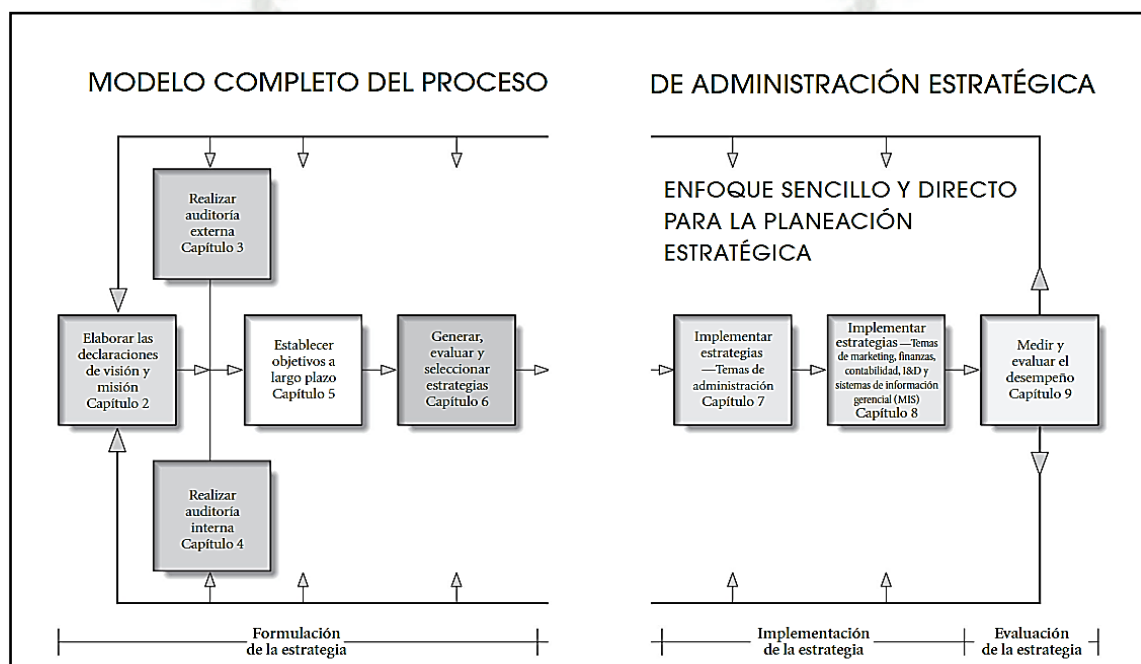 MODELO COMPLETO DEL PROCESO
DE ADMINISTRACIÓN ESTRATÉGICA
ENFOQUE SENCILLO Y DIRECTO
PARA LA PLANEACIÓN
ESTRATÉGICA
Realizar
auditoría
externa
Capítulo 3
Elaborar las
declaraciones
de visión y
misión
Capítulo 2
Establecer
objetivos a
largo plazo
Capítulo 5
Generar,
evaluar y
seleccionar
estrategias
Capítulo 6
Implementar
estrategias
—Temas de
administración
Capítulo 7
Implementar
estrategias —Temas
de marketing, finanzas,
contabilidad, I&D y
sistemas de información
gerencial (MIS)
Capítulo 8
Medir y
evaluar el
desempeño
Capítulo 9
Realizar
auditoría
interna
Capítulo 4
Formulación
de la estrategia
Implementación
de la estrategia
Evaluación
de la estrategia